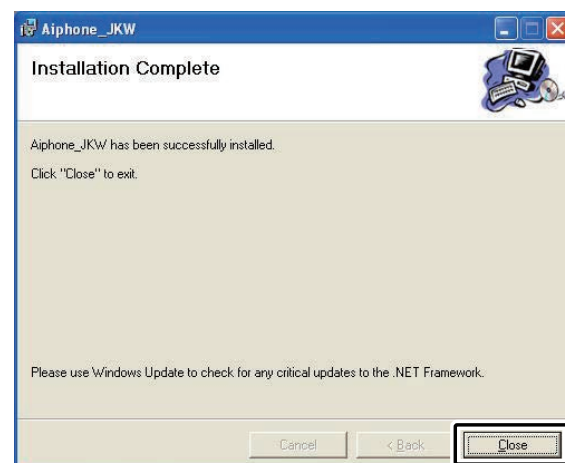 Aiphone_JKW
Installation Complete
Aiphone_JKW has been successfully installed.
Click "Close" to exit.
Please use Windows Update to check for any critical updates to the .NET Framework.
Cancel
< Back
Close